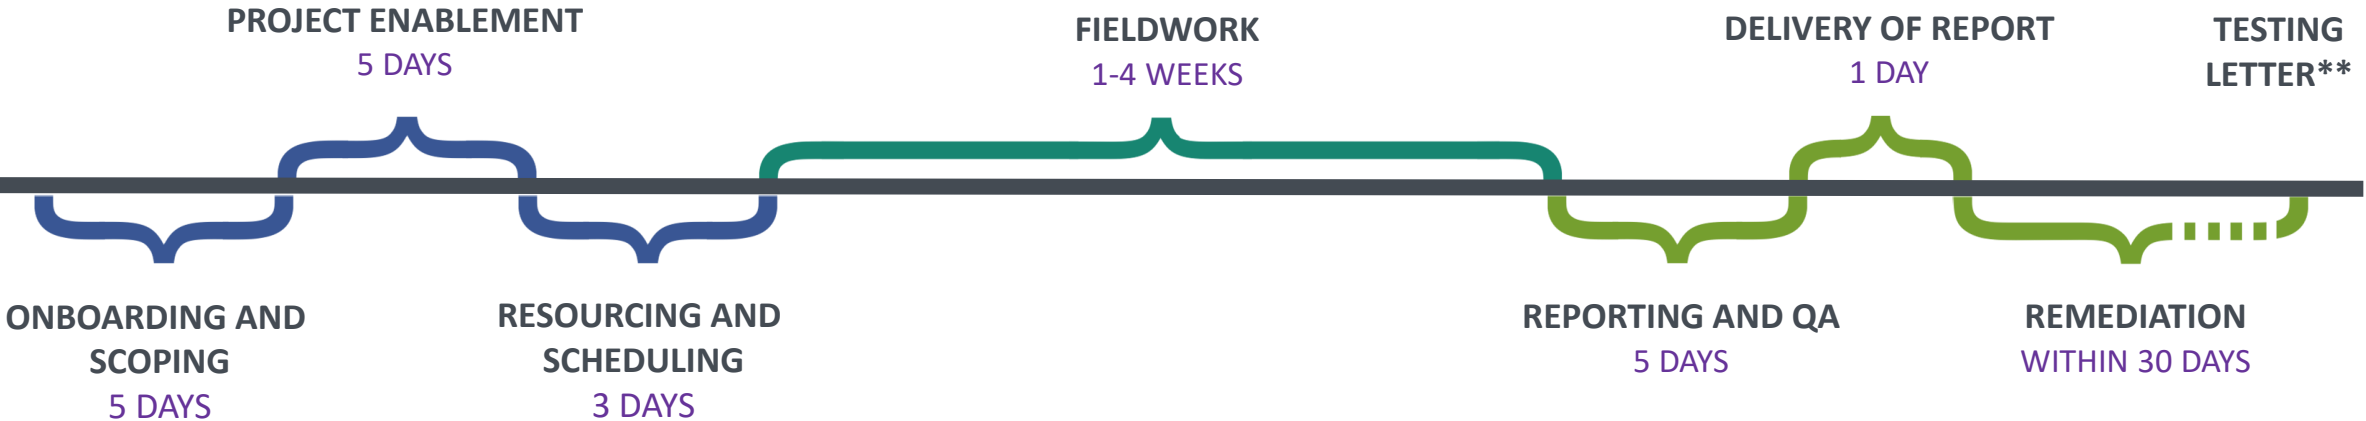 PROJECT ENABLEMENT
5 DAYS
FIELDWORK
1-4 WEEKS
DELIVERY OF REPORT
1 DAY
TESTING
LETTER**
ONBOARDING AND
SCOPING
5 DAYS
RESOURCING AND
SCHEDULING
3 DAYS
REPORTING AND QA
5 DAYS
REMEDIATION
WITHIN 30 DAYS